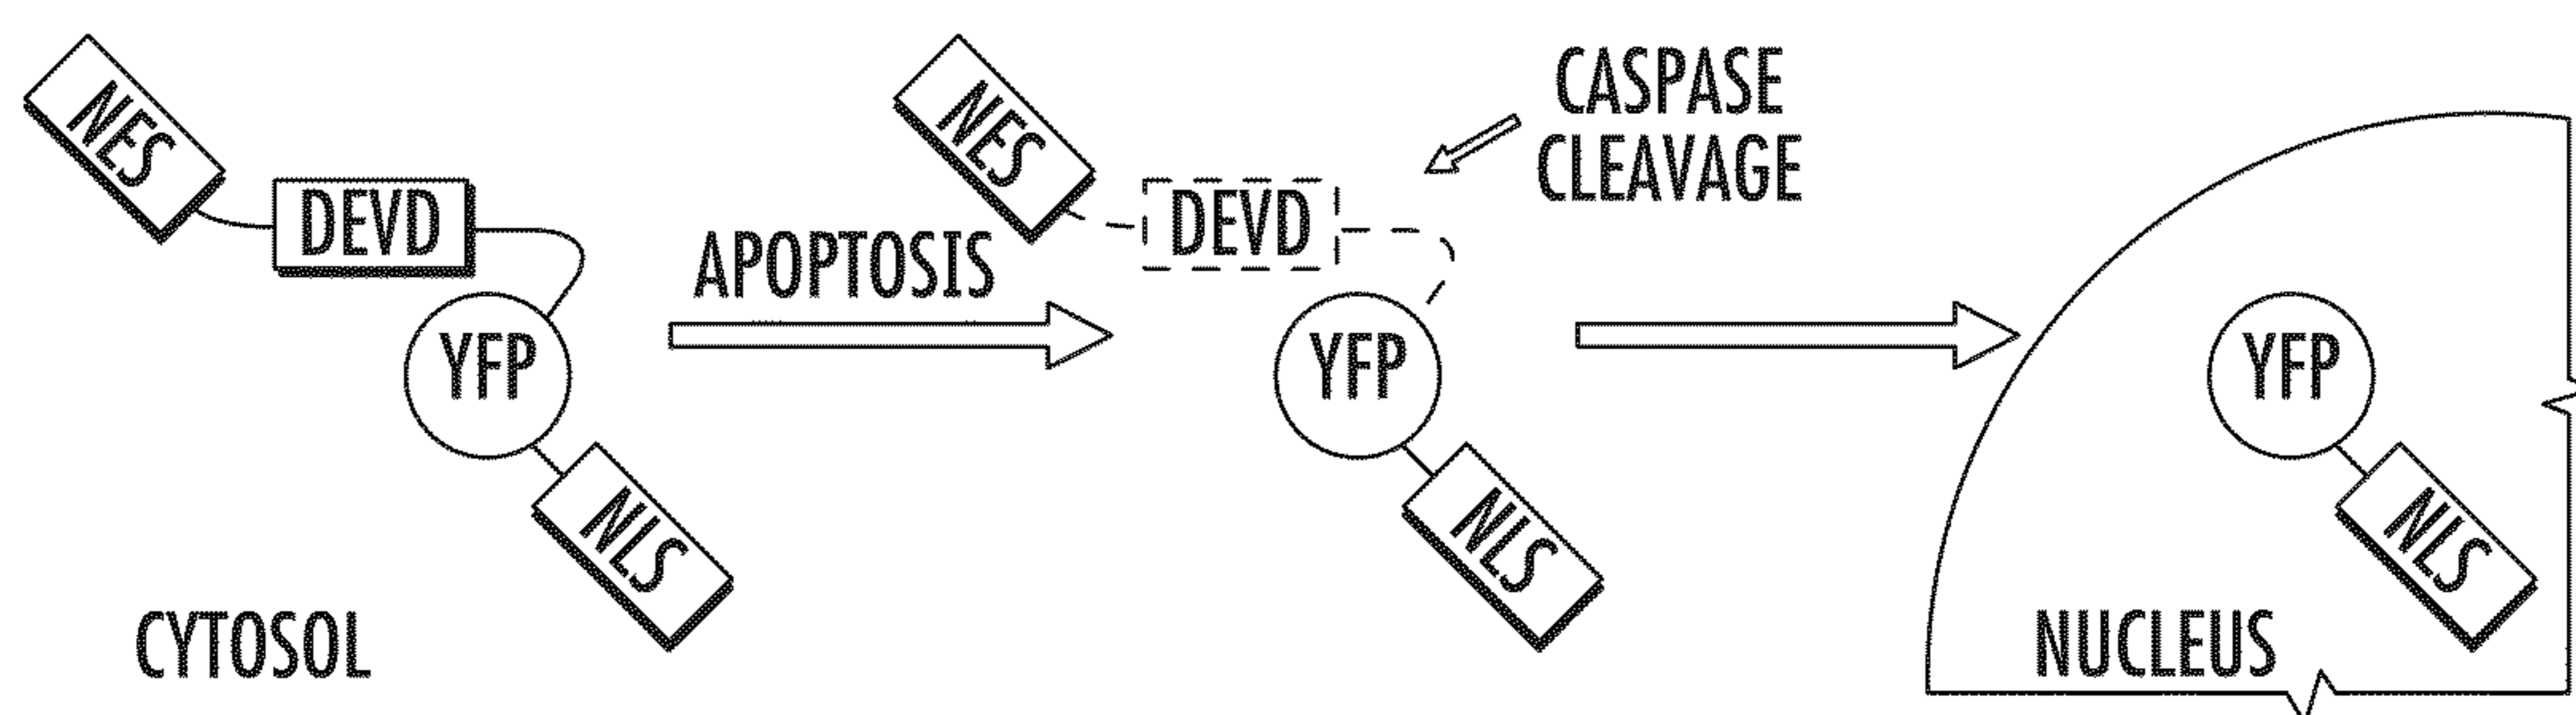 NES
DEVD
YFP
NLS
CYTOSOL
APOPTOSIS
NES
DEVD
CASPASE
CLEAVAGE
YFP
NLS
YFP
NLS
NUCLEUS